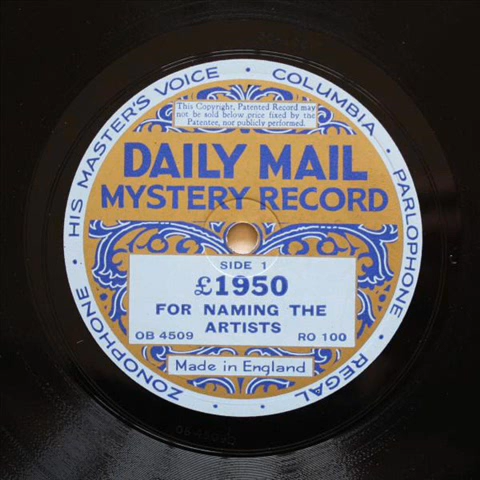 ZONOPHONE · HIS MASTER'S VOICE · COLUMBIA · PARLOPHONE · REGAL
This Copyright, Patented Record may
not be sold below price fixed by the
Patentee, nor publicly performed.
DAILY MAIL
MYSTERY RECORD
SIDE 1
£1950
FOR NAMING THE
ARTISTS
OB 4509 RO 100
Made in England